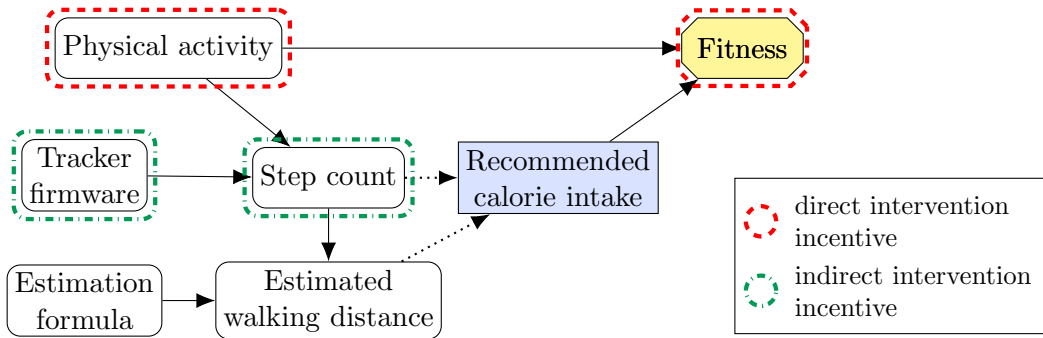 Physical activity
Fitness
Tracker
firmware
Step count
Recommended
calorie intake
Estimation
formula
Estimated
walking distance
direct intervention
incentive
indirect intervention
incentive